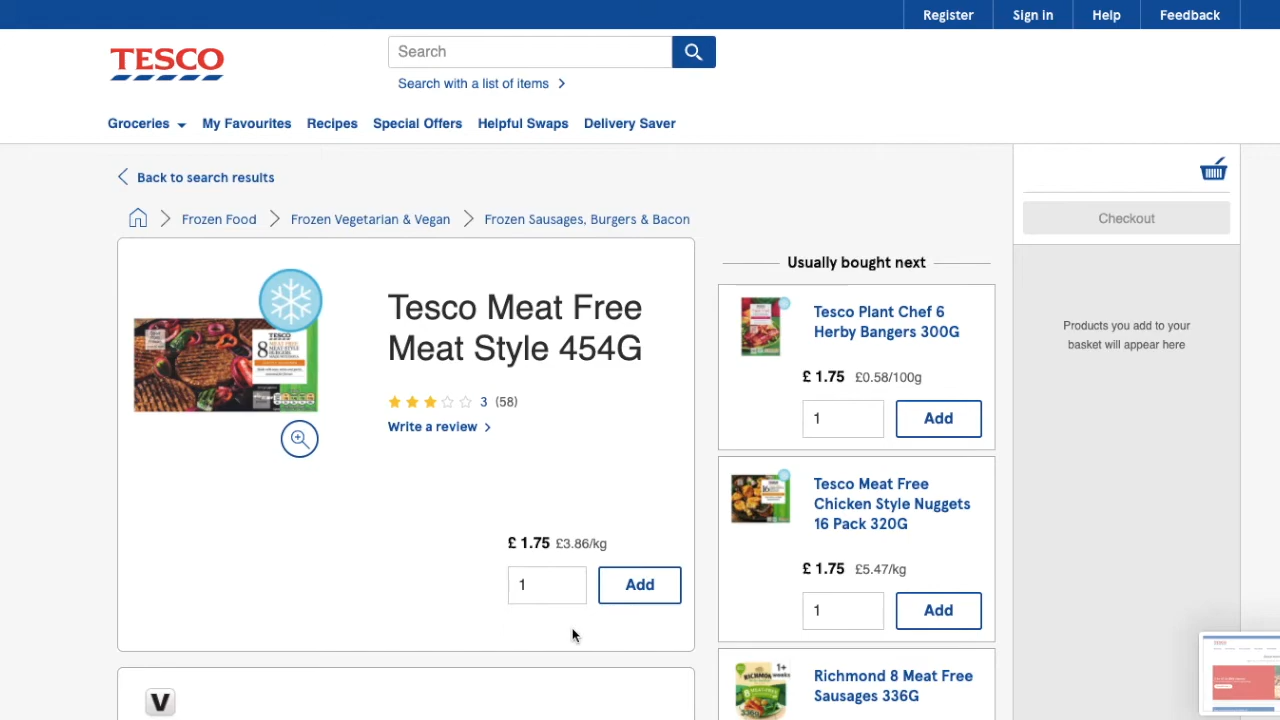 Register
Sign in
Help
Feedback
TESCO
Search
Search with a list of items
Groceries
My Favourites
Recipes
Special Offers
Helpful Swaps
Delivery Saver
Back to search results
Frozen Food
Frozen Vegetarian & Vegan
Frozen Sausages, Burgers & Bacon
Checkout
Products you add to your
basket will appear here
TESCO
8
Tesco Meat Free
Meat Style 454G
3 (58)
Write a review
£ 1.75 £3.86/kg
1
Add
V
Usually bought next
Tesco Plant Chef 6
Herby Bangers 300G
£ 1.75 £0.58/100g
1
Add
Tesco Meat Free
Chicken Style Nuggets
16 Pack 320G
£ 1.75 £5.47/kg
1
Add
1+
weeks
RICHMOND
Richmond 8 Meat Free
Sausages 336G